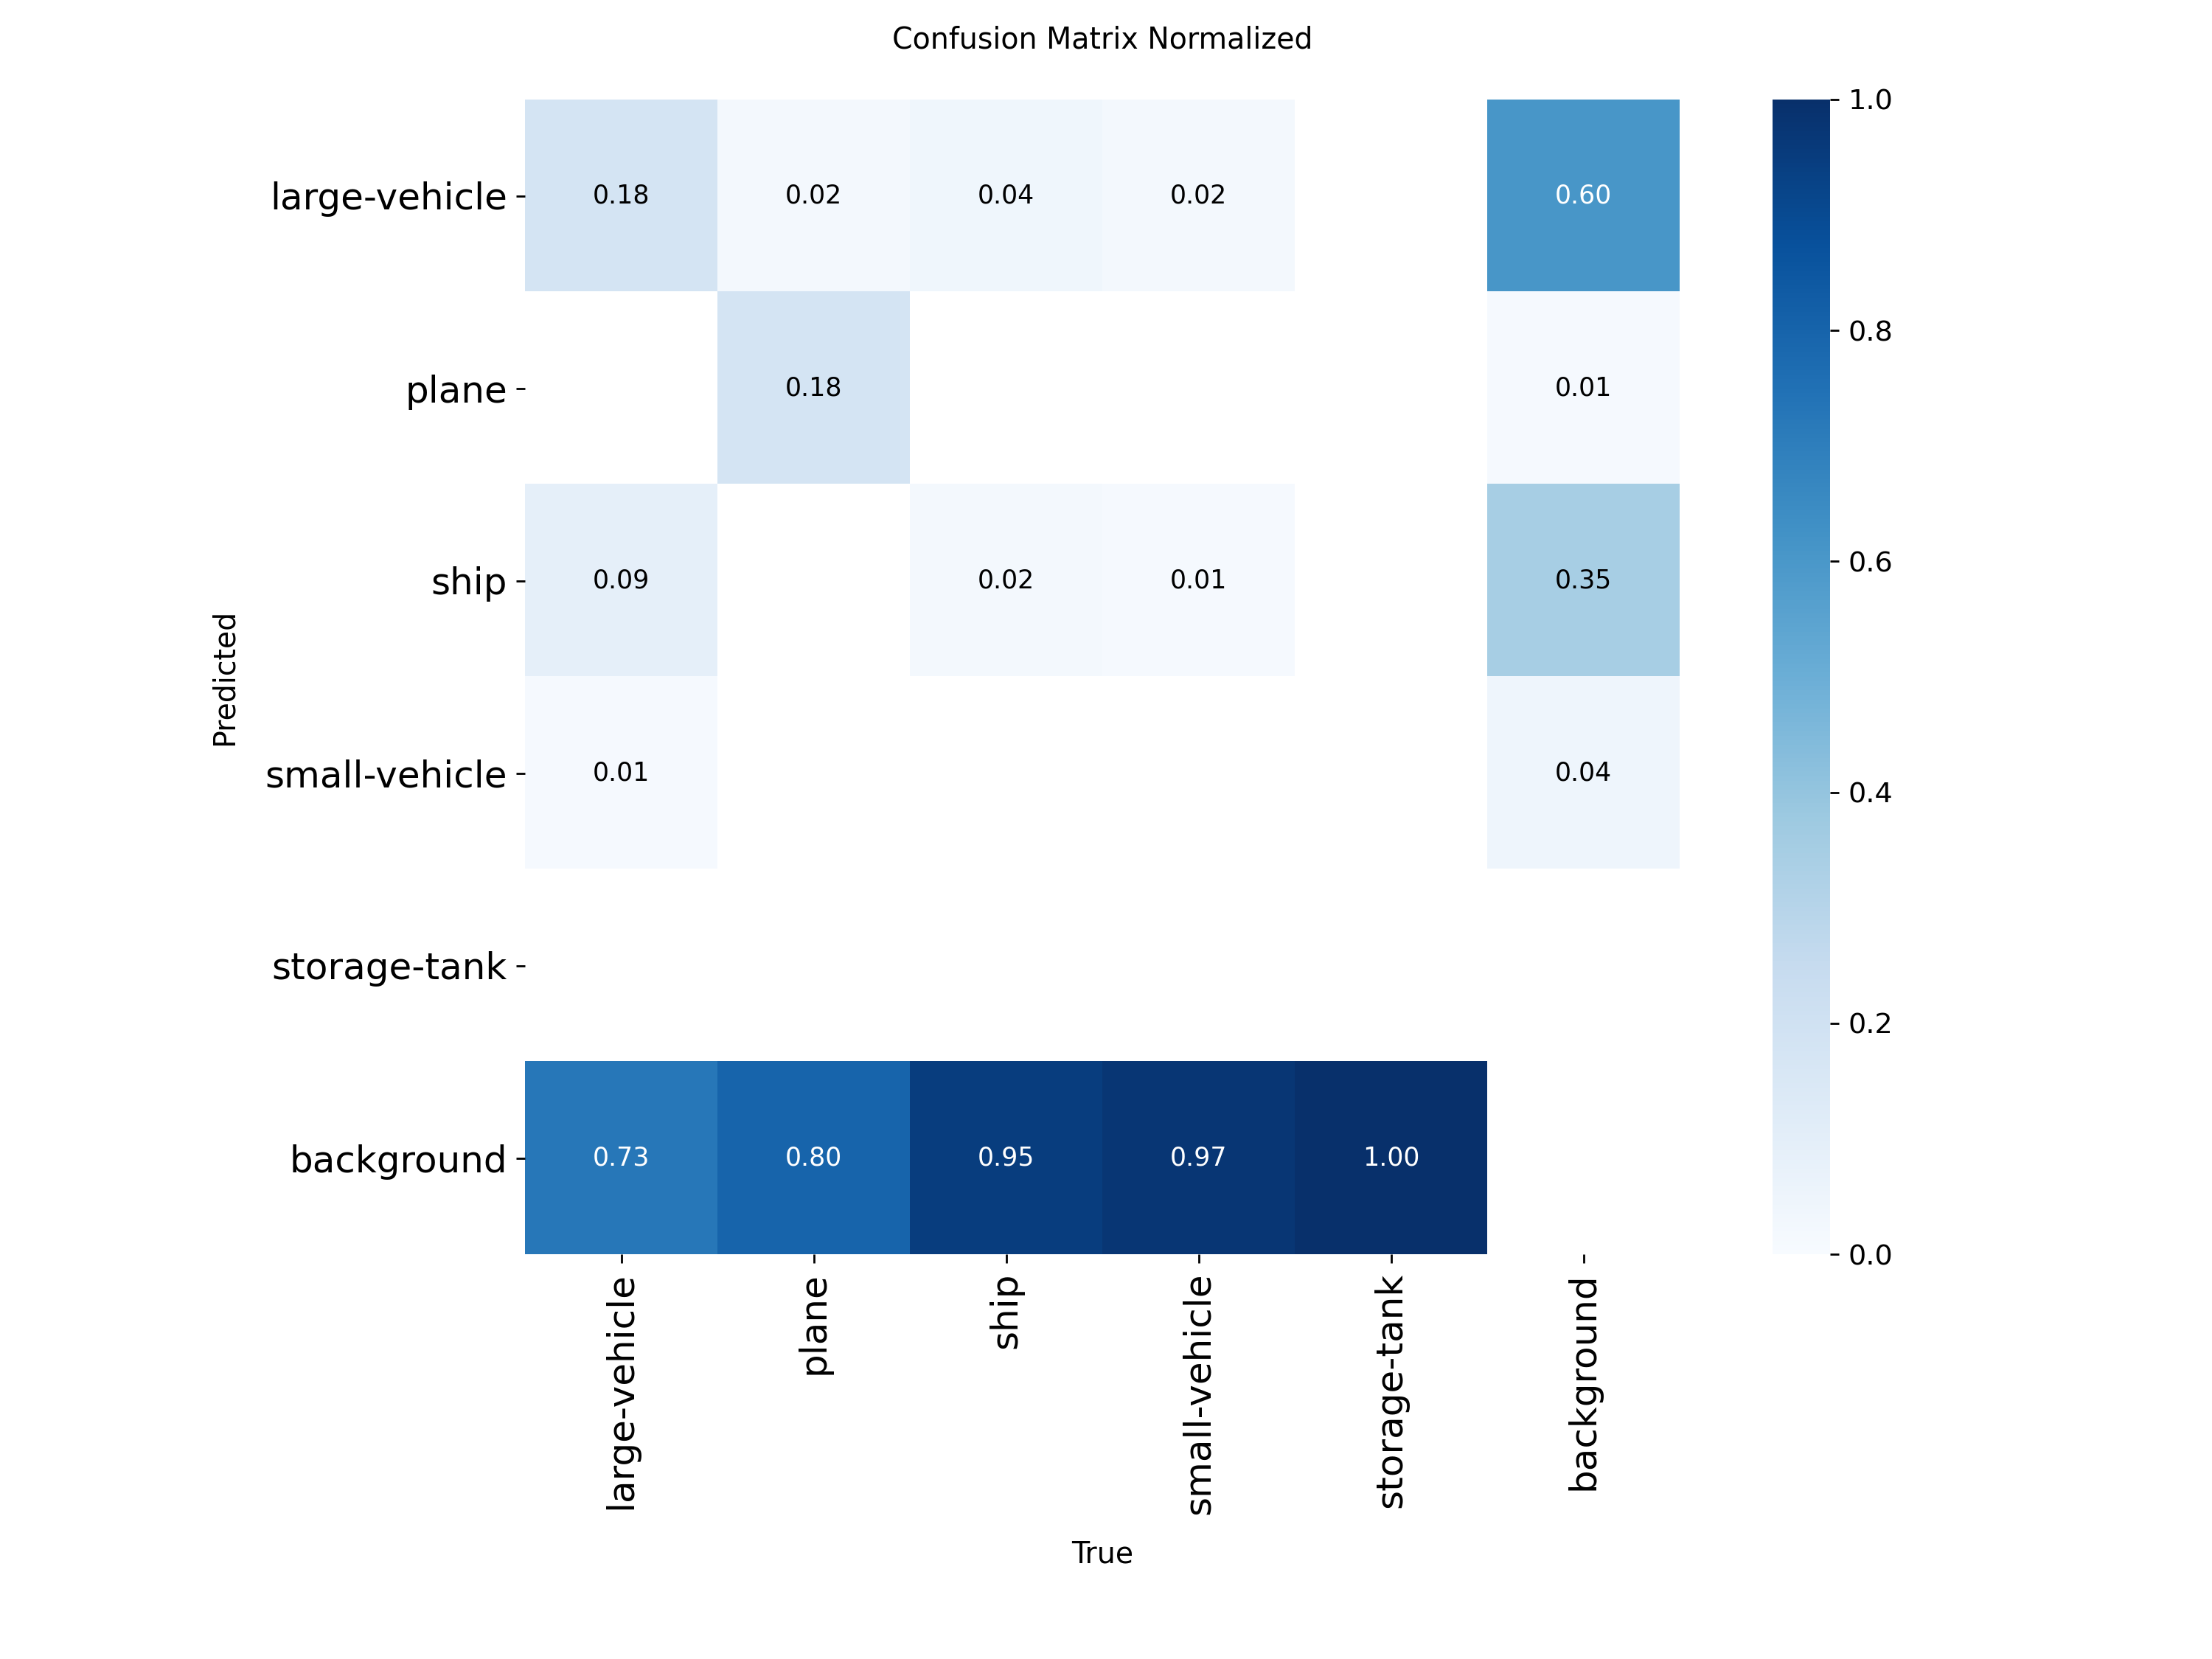 Confusion Matrix Normalized
large-vehicle 0.18 0.02 0.04 0.02 0.60
plane 0.18 0.01
ship 0.09 0.02 0.01 0.35
small-vehicle 0.01 0.04
storage-tank
background 0.73 0.80 0.95 0.97 1.00
Predicted
large-vehicle
plane
ship
small-vehicle
storage-tank
background
True
1.0
0.8
0.6
0.4
0.2
0.0